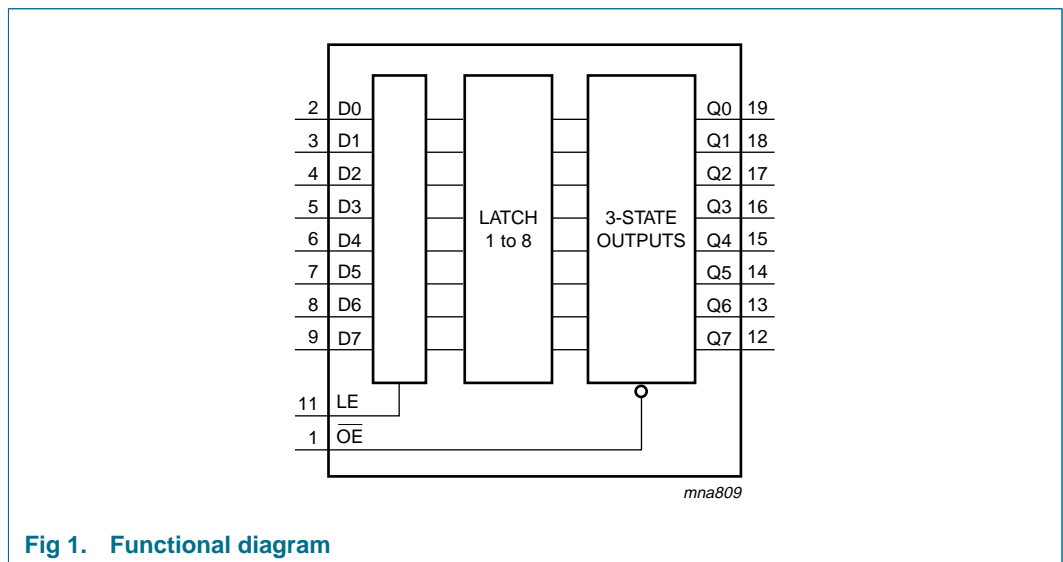 2 D0 Q0 19
3 D1 Q1 18
4 D2 Q2 17
5 D3 Q3 16
LATCH 3-STATE
1 to 8 OUTPUTS
6 D4 Q4 15
7 D5 Q5 14
8 D6 Q6 13
9 D7 Q7 12
11 LE
1 O̅E̅
mna809
Fig 1. Functional diagram